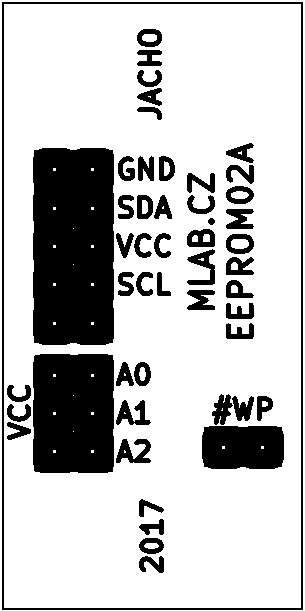 JACHO
GND
SDA
VCC
SCL
MLAB.CZ
EEPROM02A
VCC
A0
A1
A2
#WP
2017